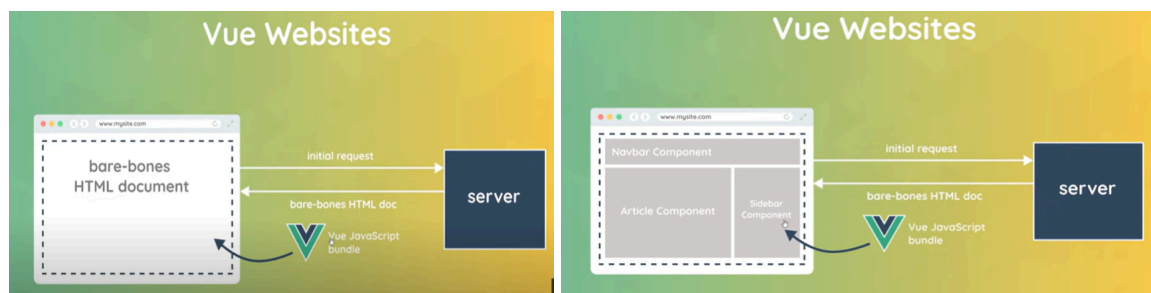 Vue Websites
www.mysite.com
bare-bones
HTML document
initial request
bare-bones HTML doc
server
Vue JavaScript
bundle
Vue Websites
www.mysite.com
Navbar Component
Article Component
Sidebar
Component
initial request
bare-bones HTML doc
server
Vue JavaScript
bundle